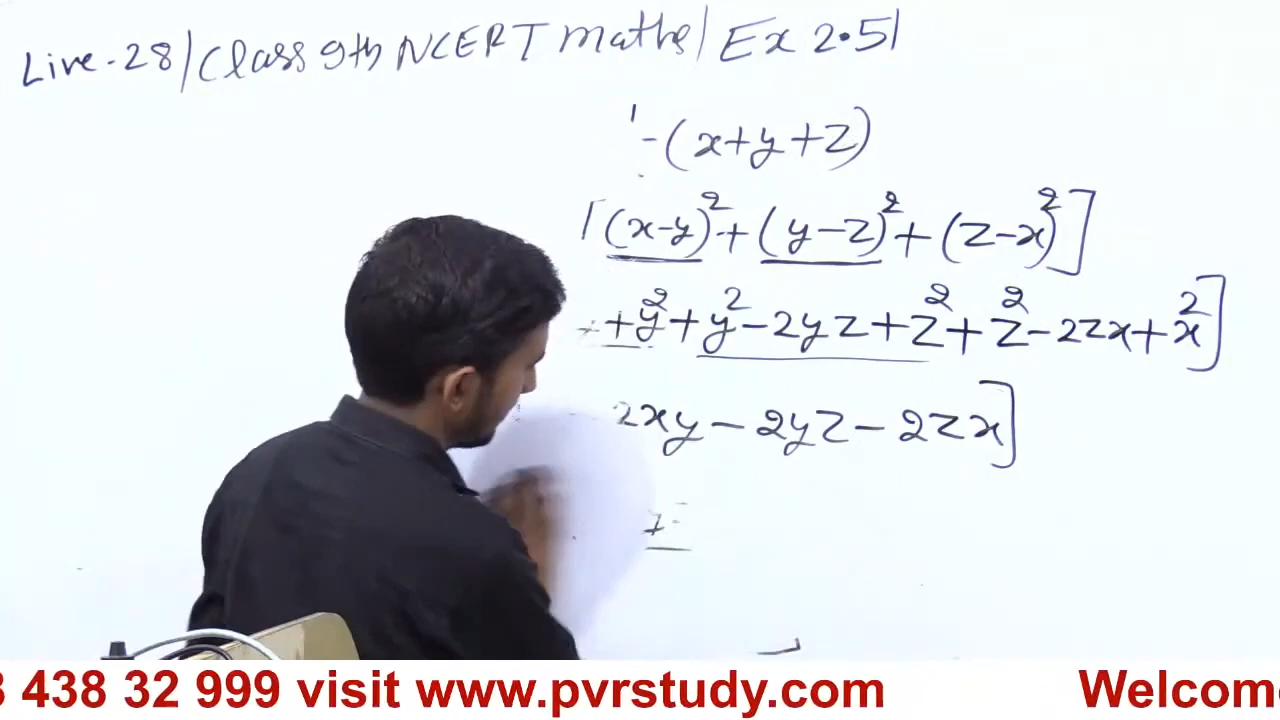 Live-28/Class 9th NCERT maths/Ex 2.5/
-(x+y+z)
[(x-y)²+(y-z)²+(z-x)²]
+y²+y²-2yz+z²+z²-2zx+x²]
2xy-2yz-2zx]
438 32 999 visit www.pvrstudy.com Welcom